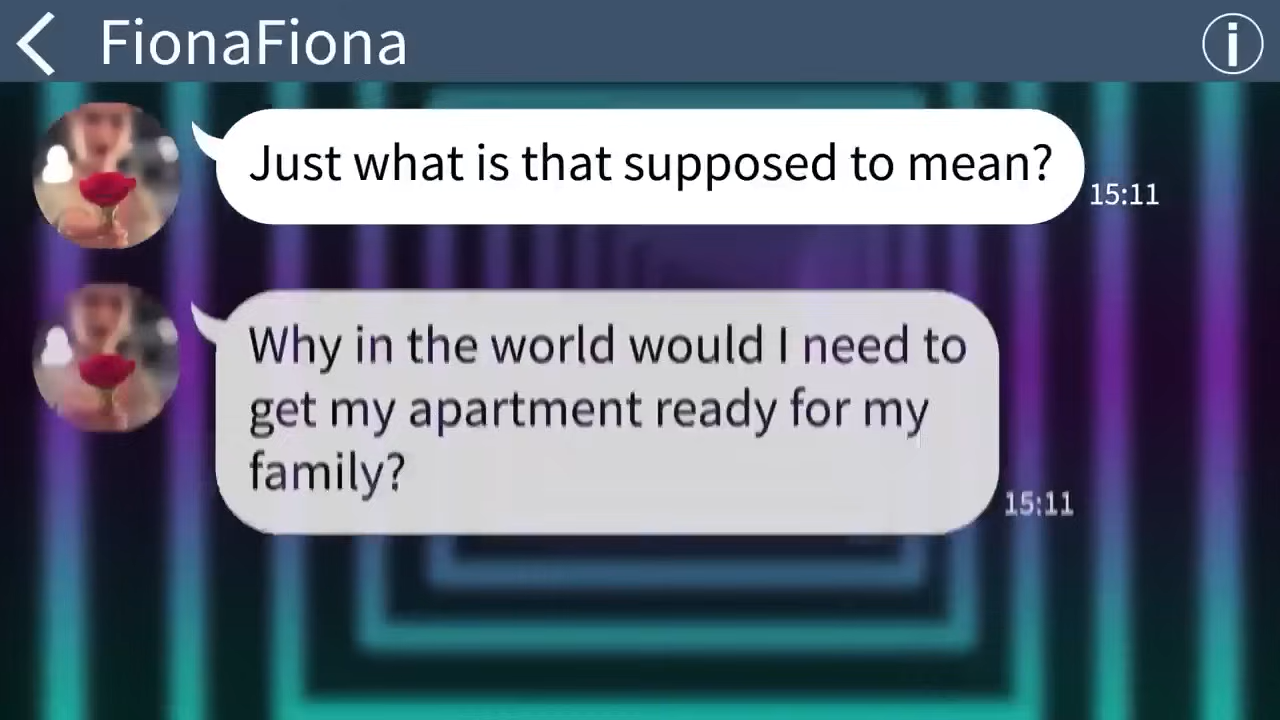 FionaFiona
Just what is that supposed to mean?
15:11
Why in the world would I need to
get my apartment ready for my
family?
15:11